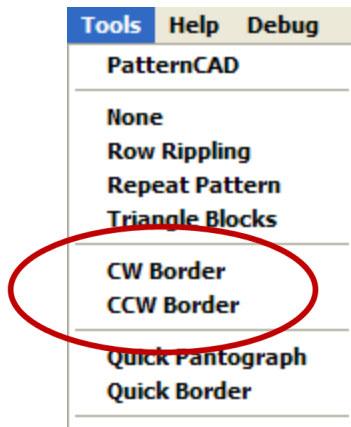 Tools Help Debug
PatternCAD
None
Row Rippling
Repeat Pattern
Triangle Blocks
CW Border
CCW Border
Quick Pantograph
Quick Border